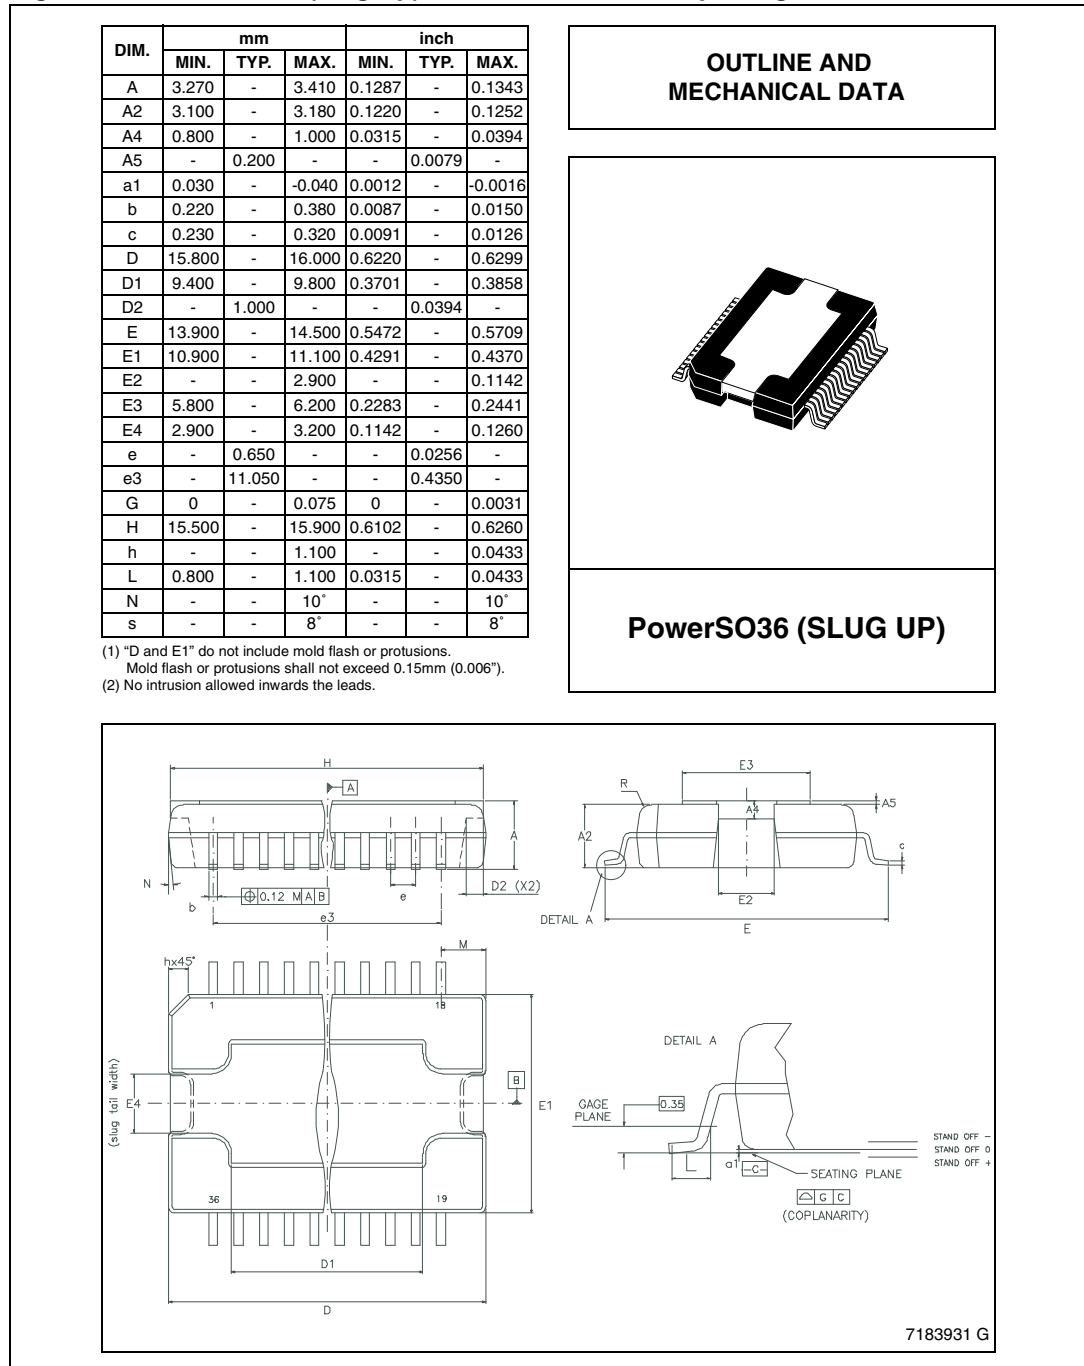 DIM. mm inch
MIN. TYP. MAX. MIN. TYP. MAX.
A 3.270 - 3.410 0.1287 - 0.1343
A2 3.100 - 3.180 0.1220 - 0.1252
A4 0.800 - 1.000 0.0315 - 0.0394
A5 - 0.200 - - 0.0079 -
a1 0.030 - -0.040 0.0012 - -0.0016
b 0.220 - 0.380 0.0087 - 0.0150
c 0.230 - 0.320 0.0091 - 0.0126
D 15.800 - 16.000 0.6220 - 0.6299
D1 9.400 - 9.800 0.3701 - 0.3858
D2 - 1.000 - - 0.0394 -
E 13.900 - 14.500 0.5472 - 0.5709
E1 10.900 - 11.100 0.4291 - 0.4370
E2 - - 2.900 - - 0.1142
E3 5.800 - 6.200 0.2283 - 0.2441
E4 2.900 - 3.200 0.1142 - 0.1260
e - 0.650 - - 0.0256 -
e3 - 11.050 - - 0.4350 -
G 0 - 0.075 0 - 0.0031
H 15.500 - 15.900 0.6102 - 0.6260
h - - 1.100 - - 0.0433
L 0.800 - 1.100 0.0315 - 0.0433
N - - 10˚ - - 10˚
s - - 8˚ - - 8˚
(1) “D and E1” do not include mold flash or protusions.
Mold flash or protusions shall not exceed 0.15mm (0.006”).
(2) No intrusion allowed inwards the leads.
OUTLINE AND
MECHANICAL DATA
PowerSO36 (SLUG UP)
H
A
A
N
b
0.12 M A B
e
D2 (X2)
e3
E3
R
A4
A5
A2
c
DETAIL A
E2
E
M
hx45°
1
18
(slug tail width)
E4
B
E1
36
19
D1
D
DETAIL A
GAGE
PLANE
0.35
L
a1
-C-
SEATING PLANE
G C
(COPLANARITY)
STAND OFF -
STAND OFF 0
STAND OFF +
7183931 G